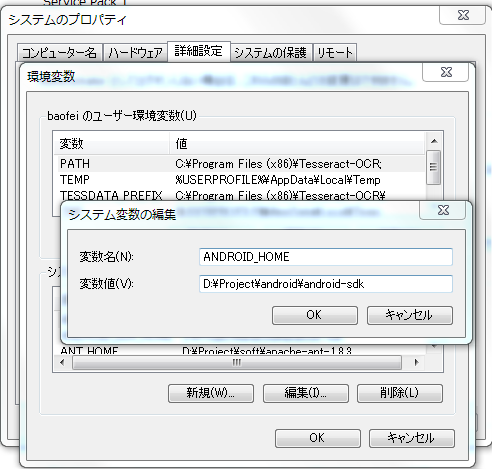 Service Pack 1
システムのプロパティ
コンピューター名 ハードウェア 詳細設定 システムの保護 リモート
環境変数
baofei のユーザー環境変数(U)
変数 値
PATH C:¥Program Files (x86)¥Tesseract-OCR;
TEMP %USERPROFILE%¥AppData¥Local¥Temp
TESSDATA_PREFIX C:¥Program Files (x86)¥Tesseract-OCR¥
システム変数の編集
変数名(N): ANDROID_HOME
変数値(V): D:¥Project¥android¥android-sdk
OK キャンセル
ANT_HOME D:¥Project¥soft¥apache-ant-1.8.3
新規(W)... 編集(I)... 削除(L)
OK キャンセル